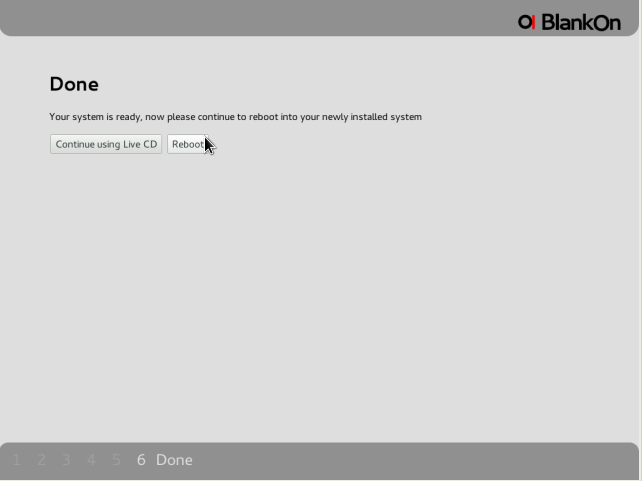 BlankOn
Done
Your system is ready, now please continue to reboot into your newly installed system
Continue using Live CD Reboot
1 2 3 4 5 6 Done